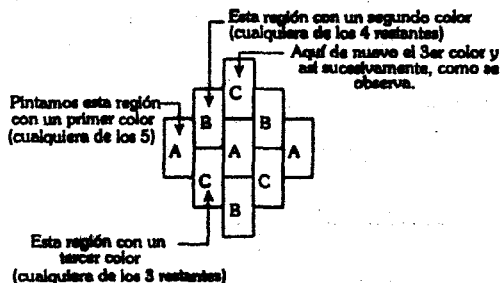 Esta región con un segundo color
(cualquiera de los 4 restantes)
Aquí de nuevo el 3er color y
así sucesivamente, como se
observa.
Pintamos esta región
con un primer color
(cualquiera de los 5)
C
B
B
A
A
A
C
C
B
Esta región con un
tercer color
(cualquiera de los 3 restantes)